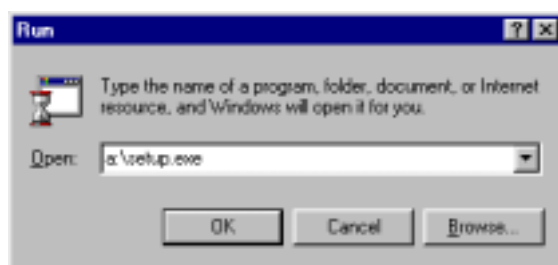 Run
Type the name of a program, folder, document, or Internet
resource, and Windows will open it for you.
Open: a:\setup.exe
OK Cancel Browse...